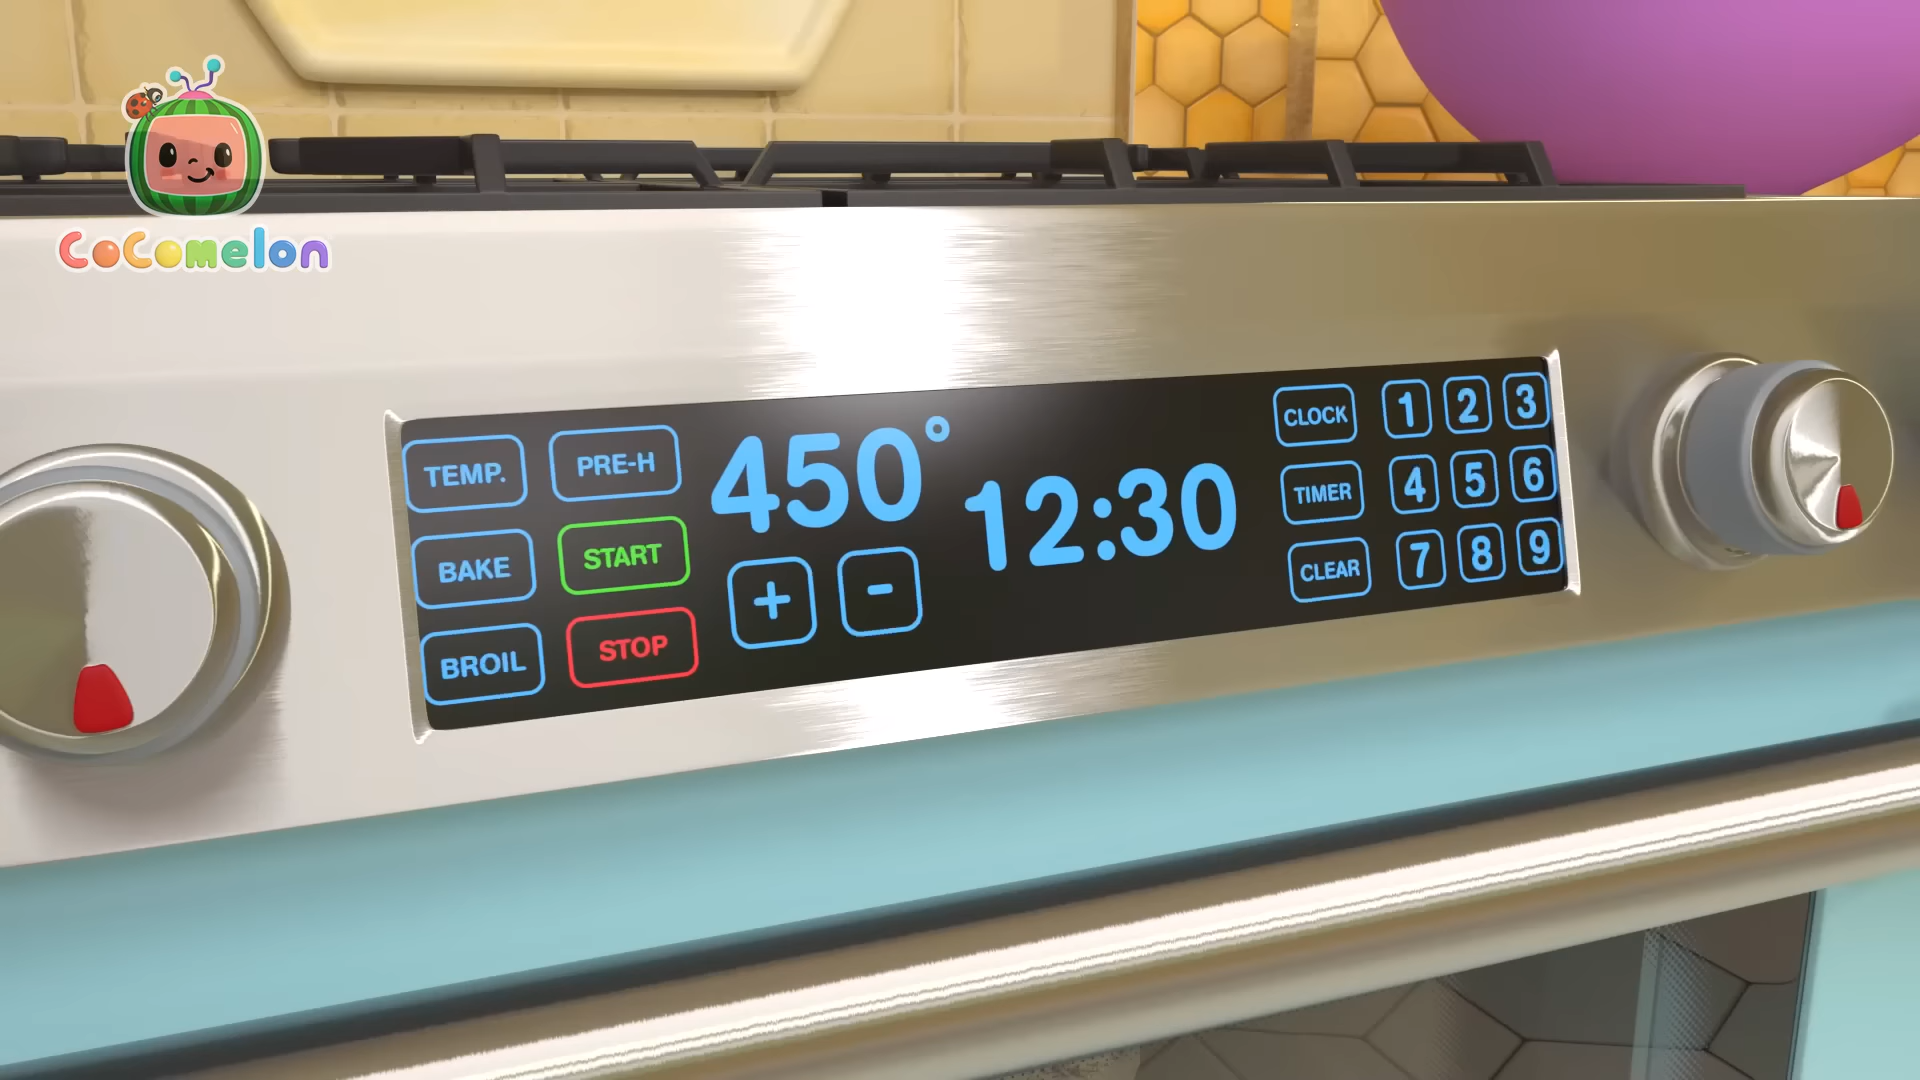 CoComelon
TEMP. PRE-H 450° 12:30 CLOCK 1 2 3
BAKE START + - TIMER 4 5 6
BROIL STOP CLEAR 7 8 9